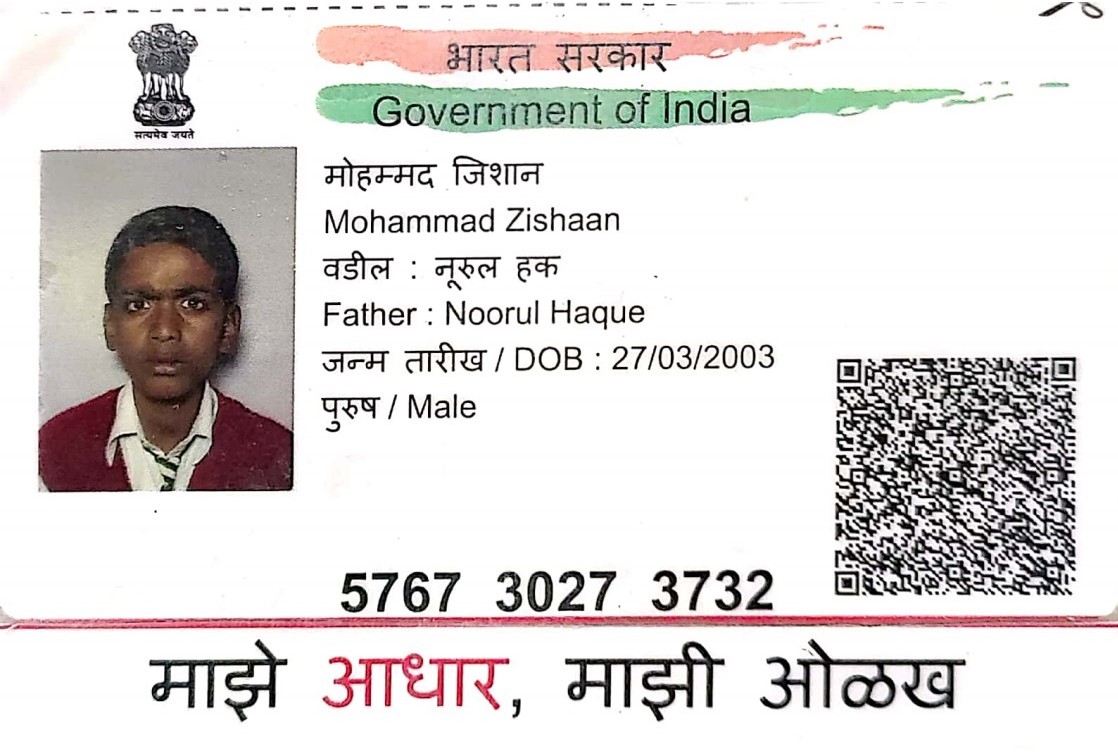 सत्यमेव जयते
भारत सरकार
Government of India
मोहम्मद जिशान
Mohammad Zishaan
वडील : नूरुल हक
Father : Noorul Haque
जन्म तारीख / DOB : 27/03/2003
पुरुष / Male
5767 3027 3732
माझे आधार, माझी ओळख